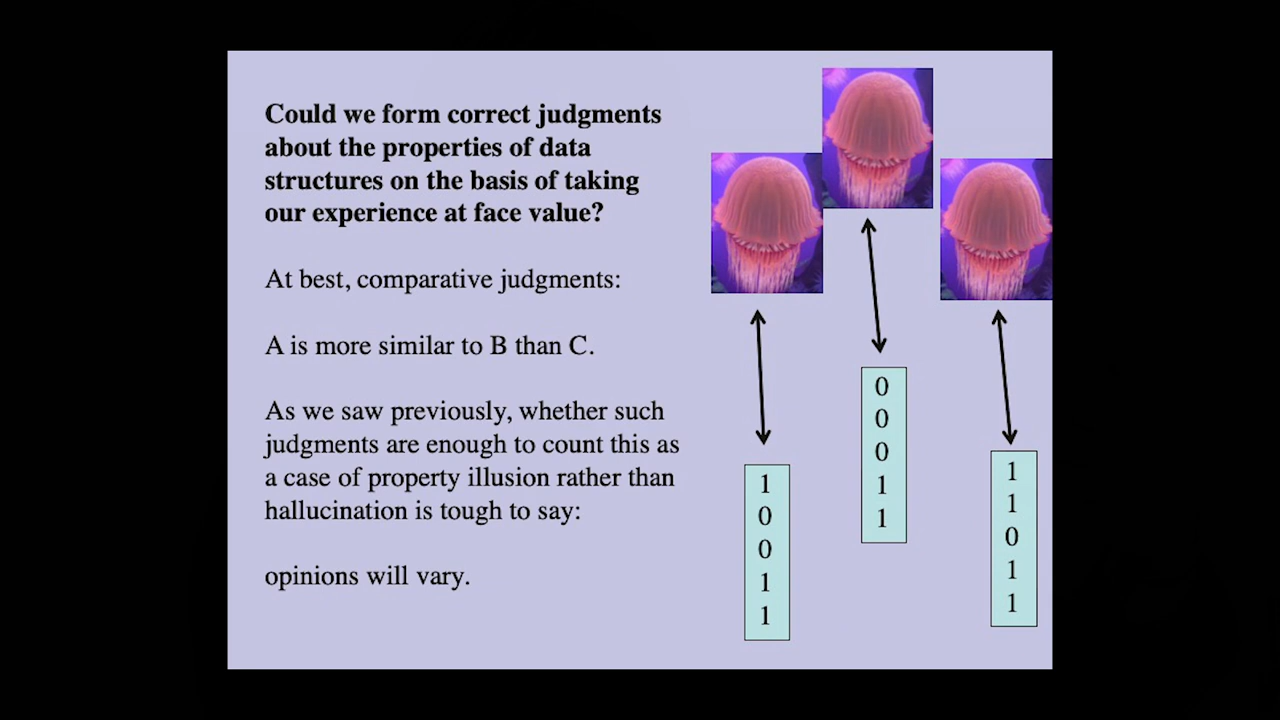 Could we form correct judgments
about the properties of data
structures on the basis of taking
our experience at face value?
At best, comparative judgments:
A is more similar to B than C.
As we saw previously, whether such
judgments are enough to count this as
a case of property illusion rather than
hallucination is tough to say:
opinions will vary.
1
0
0
1
1
0
0
0
1
1
1
1
0
1
1